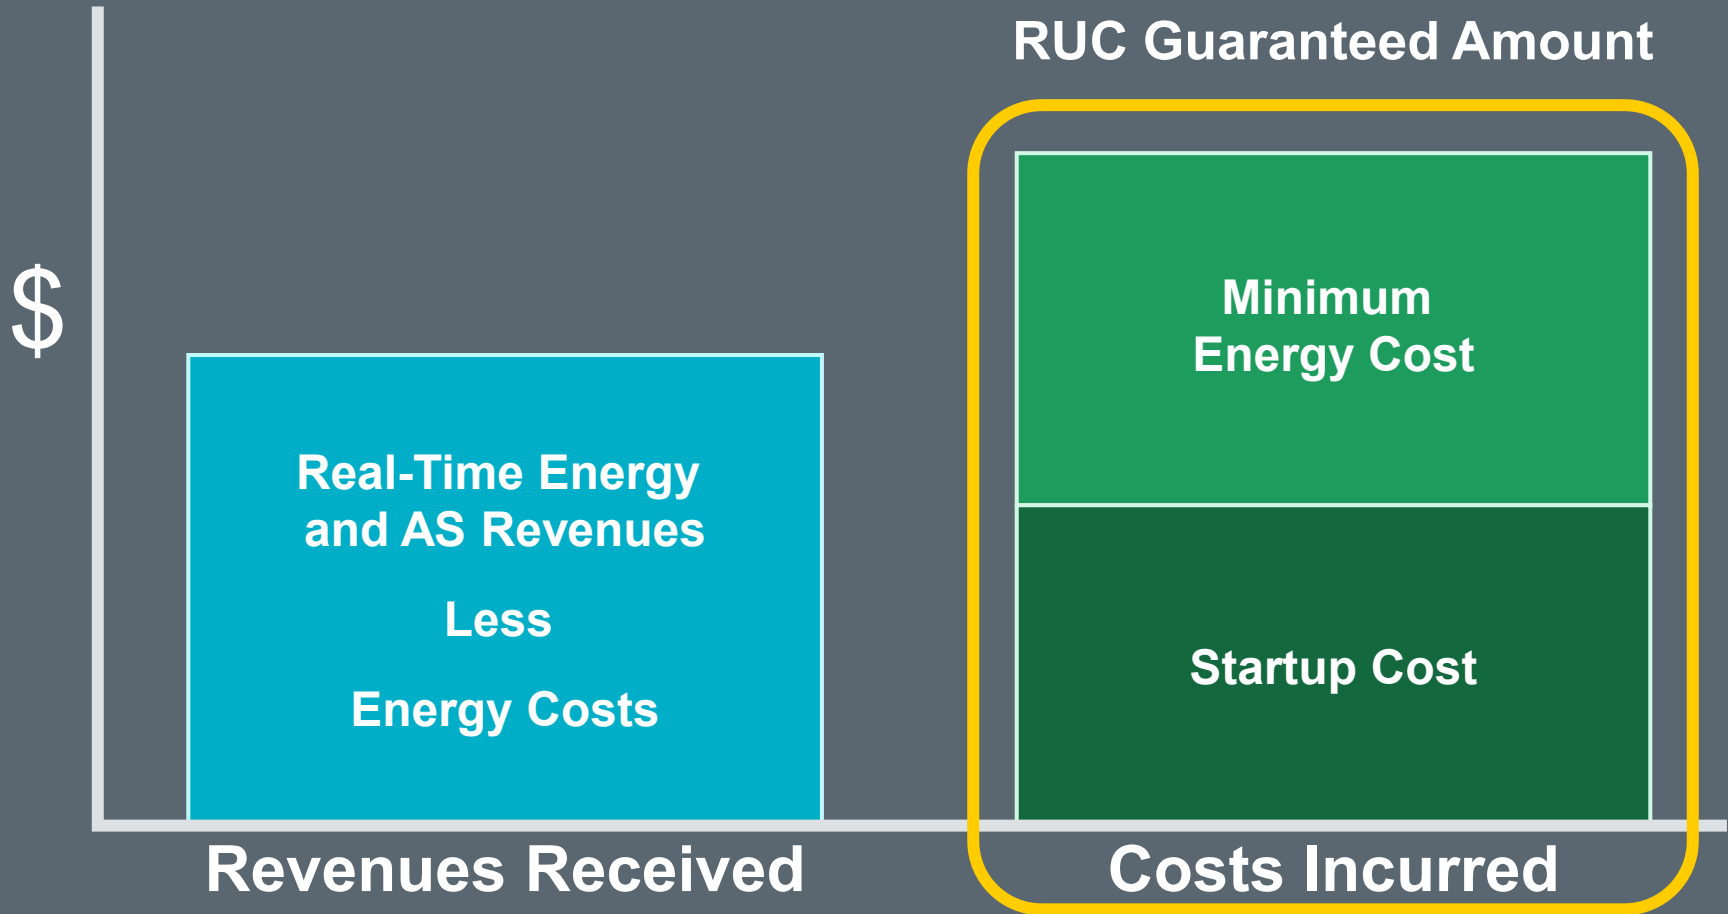 RUC Guaranteed Amount
$
Minimum
Energy Cost
Real-Time Energy
and AS Revenues
Less
Energy Costs
Startup Cost
Revenues Received
Costs Incurred